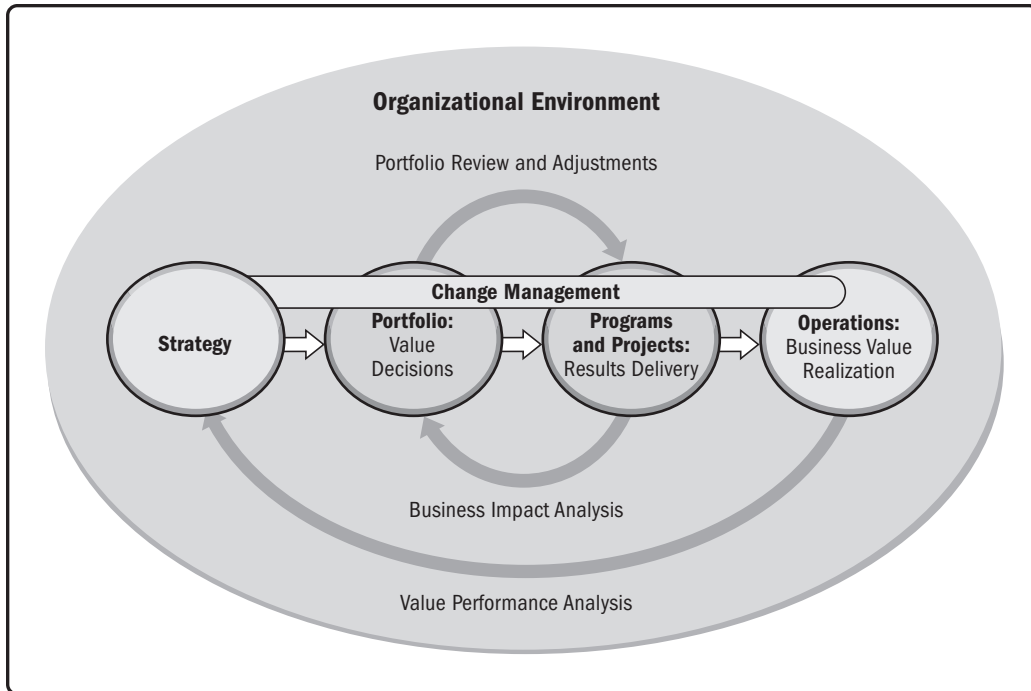 Organizational Environment
Portfolio Review and Adjustments
Change Management
Strategy
Portfolio:
Value
Decisions
Programs
and Projects:
Results Delivery
Operations:
Business Value
Realization
Business Impact Analysis
Value Performance Analysis